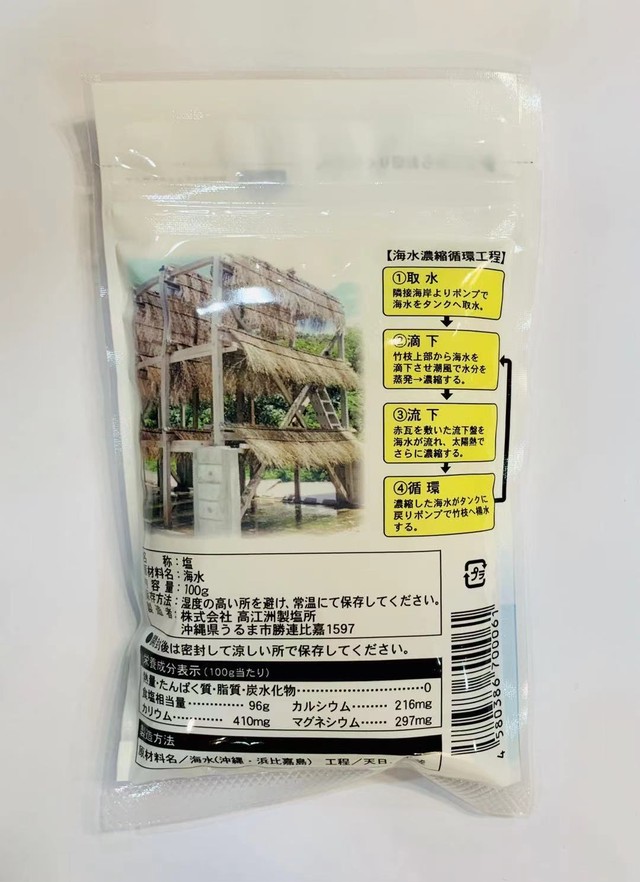 【海水濃縮循環工程】
①取水
隣接海岸よりポンプで
海水をタンクへ取水。
②滴下
竹枝上部から海水を
滴下させ潮風で水分を
蒸発→濃縮する。
③流下
赤瓦を敷いた流下盤を
海水が流れ、太陽熱で
さらに濃縮する。
④循環
濃縮した海水がタンクに
戻りポンプで竹枝へ揚水
する。
称：塩
原材料名：海水
内容量：100g
保存方法：湿度の高い所を避け、常温にて保存してください。
製造者：株式会社 高江洲製塩所
沖縄県うるま市勝連比嘉1597
●開封後は密封して涼しい所で保存してください。
栄養成分表示（100g当たり）
熱量・たんぱく質・脂質・炭水化物……………………0
食塩相当量…………96g カルシウム………216mg
カリウム………410mg マグネシウム……297mg
製造方法
原材料名／海水（沖縄・浜比嘉島） 工程／天日
プラ
4580386700061